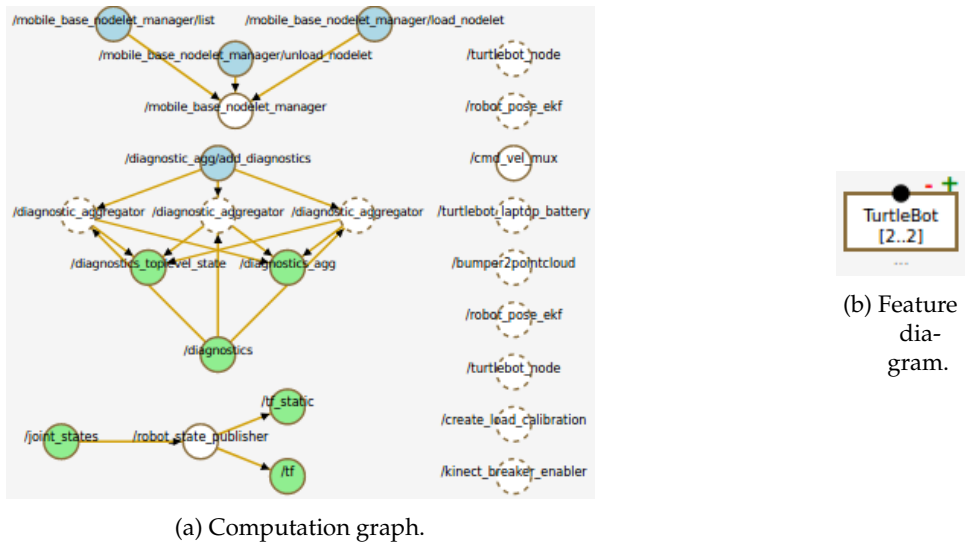 /mobile_base_nodelet_manager/list
/mobile_base_nodelet_manager/load_nodelet
/mobile_base_nodelet_manager/unload_nodelet
/turtlebot_node
/mobile_base_nodelet_manager
/robot_pose_ekf
/diagnostic_agg/add_diagnostics
/cmd_vel_mux
/diagnostic_aggregator
/diagnostic_aggregator
/diagnostic_aggregator
/turtlebot_laptop_battery
/diagnostics_toplevel_state
/diagnostics_agg
/bumper2pointcloud
/robot_pose_ekf
/diagnostics
/turtlebot_node
/tf_static
/create_load_calibration
/joint_states
/robot_state_publisher
/tf
/kinect_breaker_enabler
(a) Computation graph.
- +
TurtleBot
[2..2]
...
(b) Feature
dia-
gram.